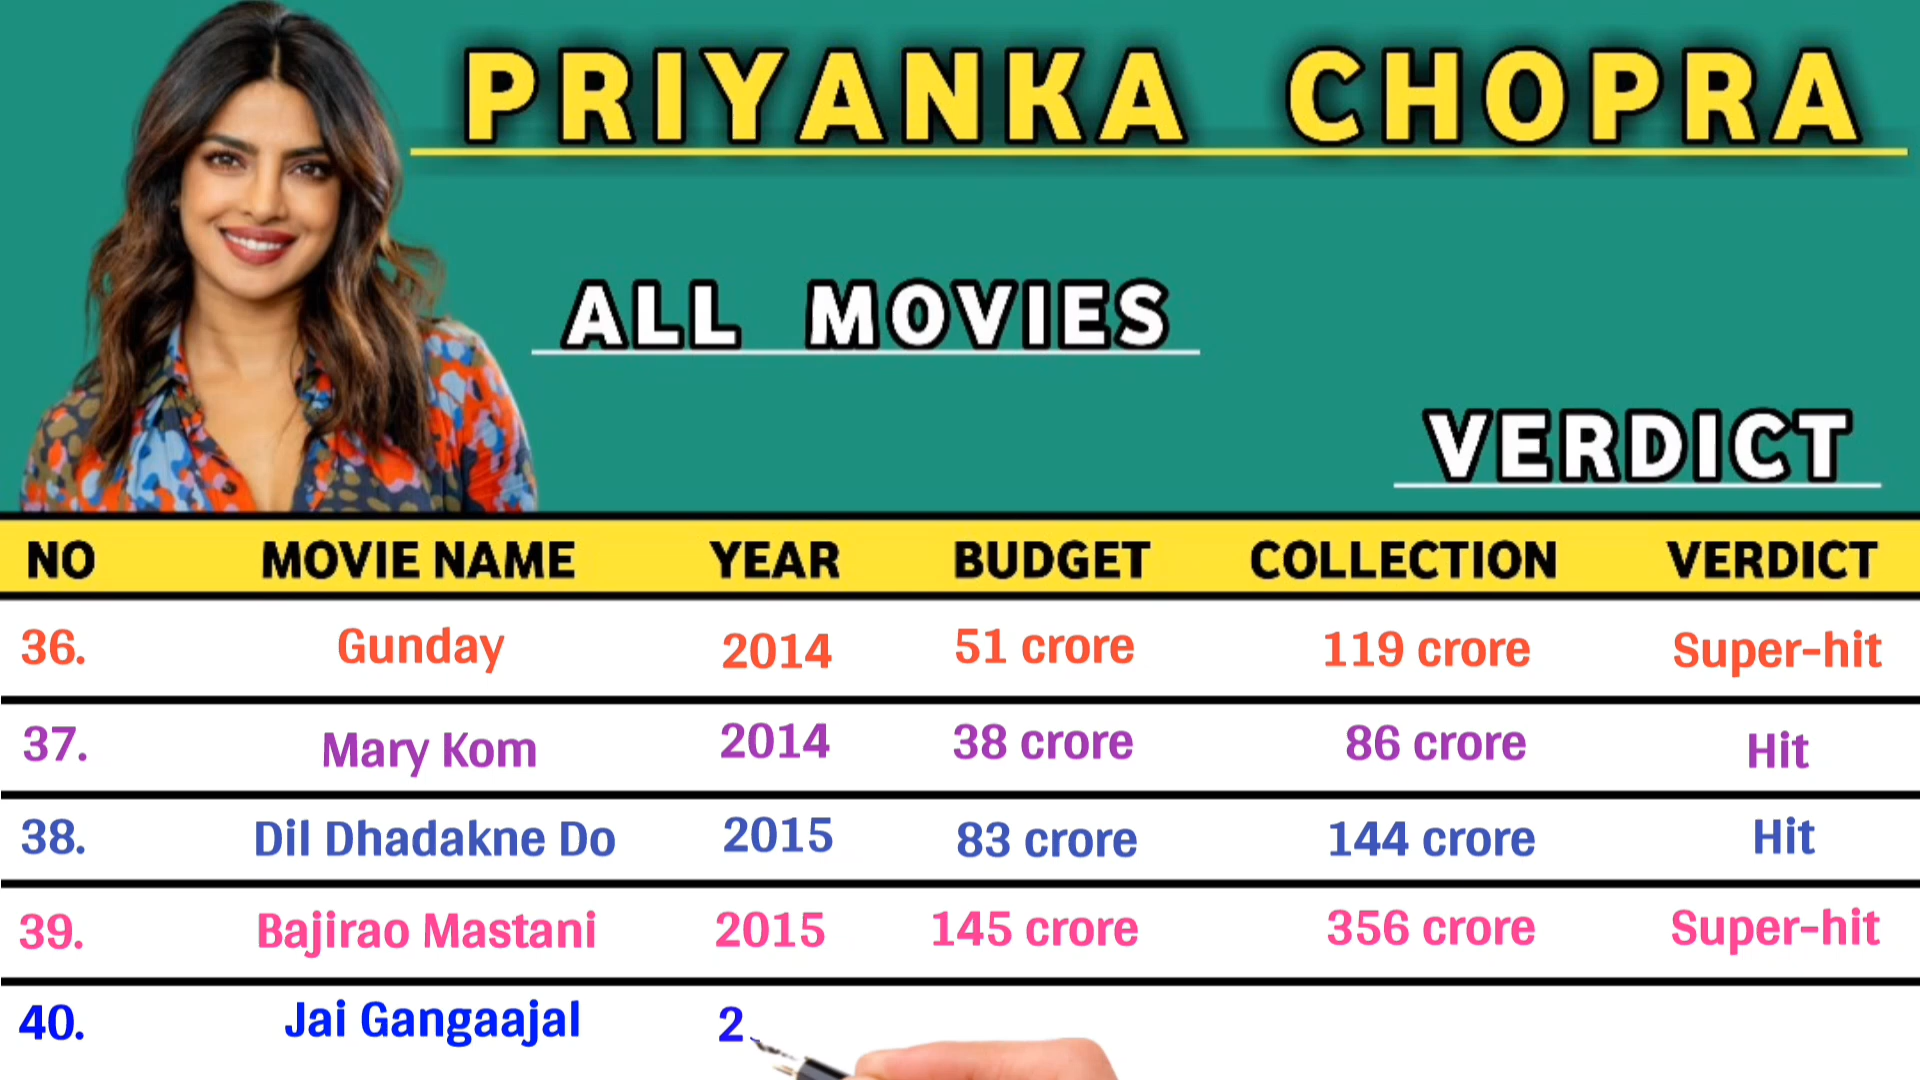 PRIYANKA CHOPRA
ALL MOVIES
VERDICT
NO MOVIE NAME YEAR BUDGET COLLECTION VERDICT
36. Gunday 2014 51 crore 119 crore Super-hit
37. Mary Kom 2014 38 crore 86 crore Hit
38. Dil Dhadakne Do 2015 83 crore 144 crore Hit
39. Bajirao Mastani 2015 145 crore 356 crore Super-hit
40. Jai Gangaajal 2